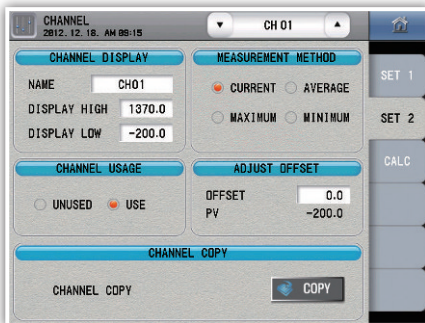 CHANNEL
2012. 12. 18. AM 09:15
CH 01
CHANNEL DISPLAY
NAME CH01
DISPLAY HIGH 1370.0
DISPLAY LOW -200.0
MEASUREMENT METHOD
CURRENT AVERAGE
MAXIMUM MINIMUM
CHANNEL USAGE
UNUSED USE
ADJUST OFFSET
OFFSET 0.0
PV -200.0
CHANNEL COPY
CHANNEL COPY COPY
SET 1
SET 2
CALC